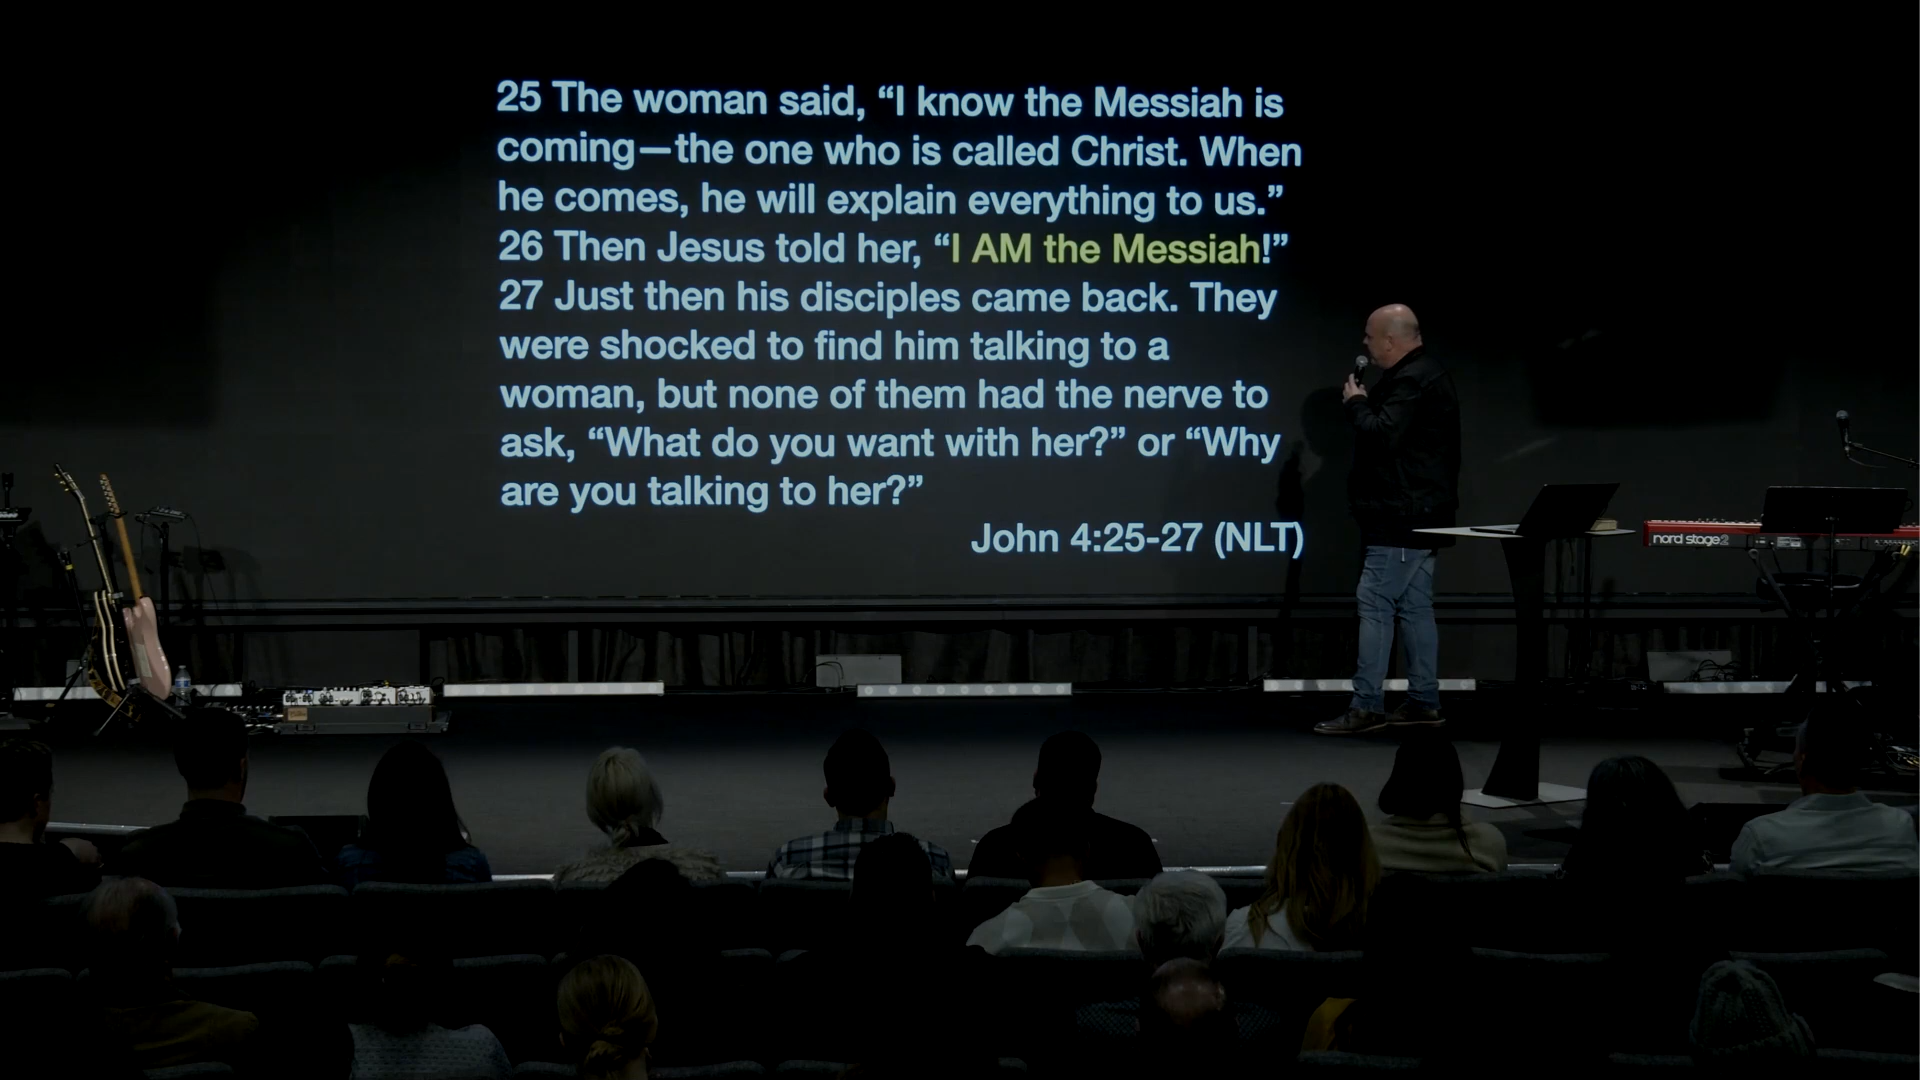 25 The woman said, “I know the Messiah is
coming—the one who is called Christ. When
he comes, he will explain everything to us.”
26 Then Jesus told her, “I AM the Messiah!”
27 Just then his disciples came back. They
were shocked to find him talking to a
woman, but none of them had the nerve to
ask, “What do you want with her?” or “Why
are you talking to her?”
John 4:25-27 (NLT)
nord stage2